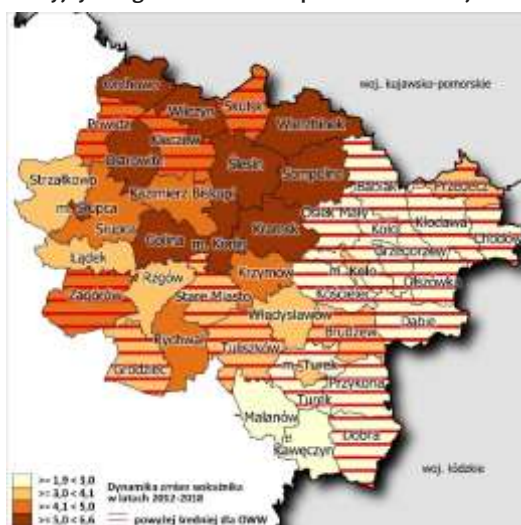 woj. kujawsko-pomorskie
Orchowo
Wilczyn
Skulsk
Powidz
Kleczew
Wierzbinek
Ostrowite
Ślesin
Sompolno
Strzałkowo
Kazimierz Biskupi
Babiak
Przedecz
m. Słupca
Słupca
Osiek Mały
Kłodawa
Chodów
Golina
m. Konin
Kramsk
Koło
Grzegorzew
Lądek
m. Koło
Olszówka
Rzgów
Krzymów
Kościelec
Zagórów
Stare Miasto
Władysławów
Dąbie
Rychwał
Brudzew
Grodziec
Tuliszków
m. Turek
Przykona
Turek
Malanów
Kawęczyn
Dobra
woj. łódzkie
>= 1,9 < 3,0
>= 3,0 < 4,1
>= 4,1 < 5,0
>= 5,0 < 6,6
Dynamika zmian wskaźnika
w latach 2012-2018
powyżej średniej dla OWW